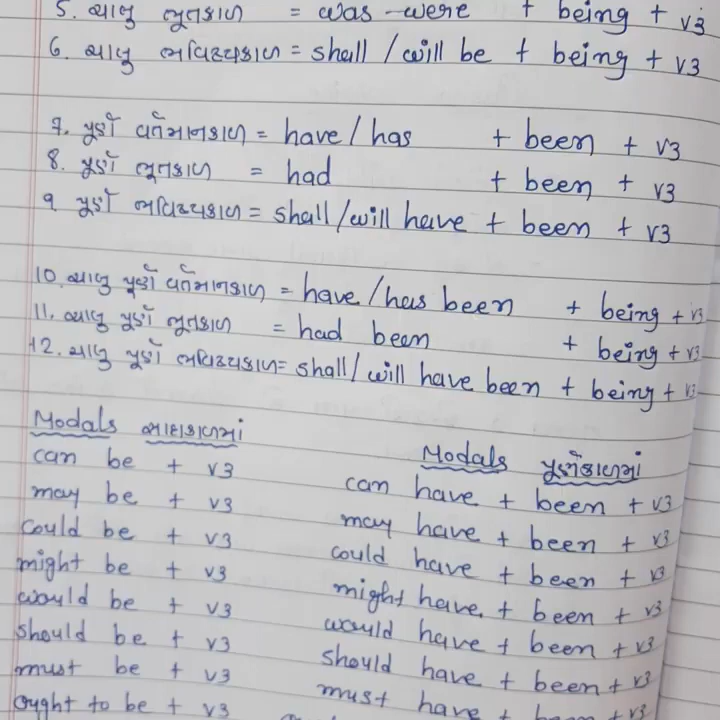 5. ચાલુ ભૂતકાળ = was - were + being + v3
6. ચાલુ ભવિષ્યકાળ = shall / will be + being + v3
7. પૂર્ણ વર્તમાનકાળ = have / has + been + v3
8. પૂર્ણ ભૂતકાળ = had + been + v3
9. પૂર્ણ ભવિષ્યકાળ = shall / will have + been + v3
10. ચાલુ પૂર્ણ વર્તમાનકાળ = have / has been + being + v3
11. ચાલુ પૂર્ણ ભૂતકાળ = had been + being + v3
12. ચાલુ પૂર્ણ ભવિષ્યકાળ = shall / will have been + being + v3
Modals સાદાકાળમાં
can be + v3
may be + v3
could be + v3
might be + v3
would be + v3
should be + v3
must be + v3
ought to be + v3
Modals પૂર્ણકાળમાં
can have + been + v3
may have + been + v3
could have + been + v3
might have + been + v3
would have + been + v3
should have + been + v3
must have + been + v3